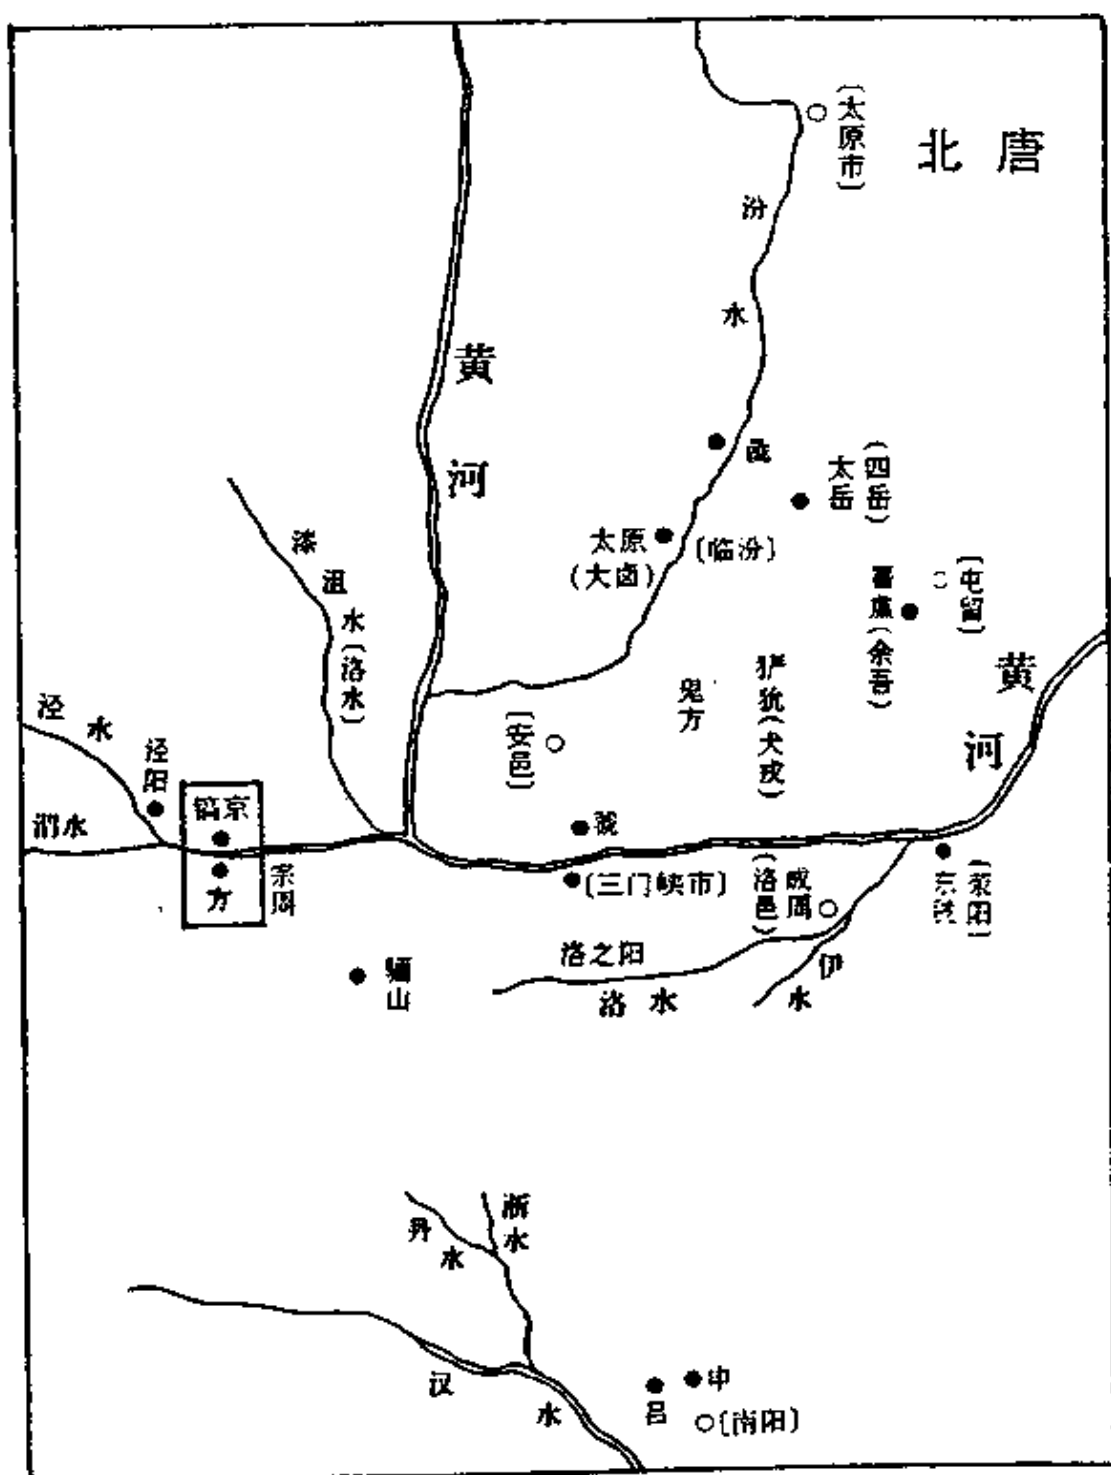 (太原市)
北唐
汾水
黄河
彘
太岳
(四岳)
太原
(大卤)
(临汾)
漆沮水(洛水)
(屯留)
(余吾)
鬼方
猃狁(犬戎)
黄河
泾水
泾阳
(安邑)
镐京
方
宗周
渭水
虢
(三门峡市)
成周
(洛邑)
东虢
(荥阳)
骊山
洛之阳
洛水
伊水
丹水
淅水
汉水
吕
申
(南阳)